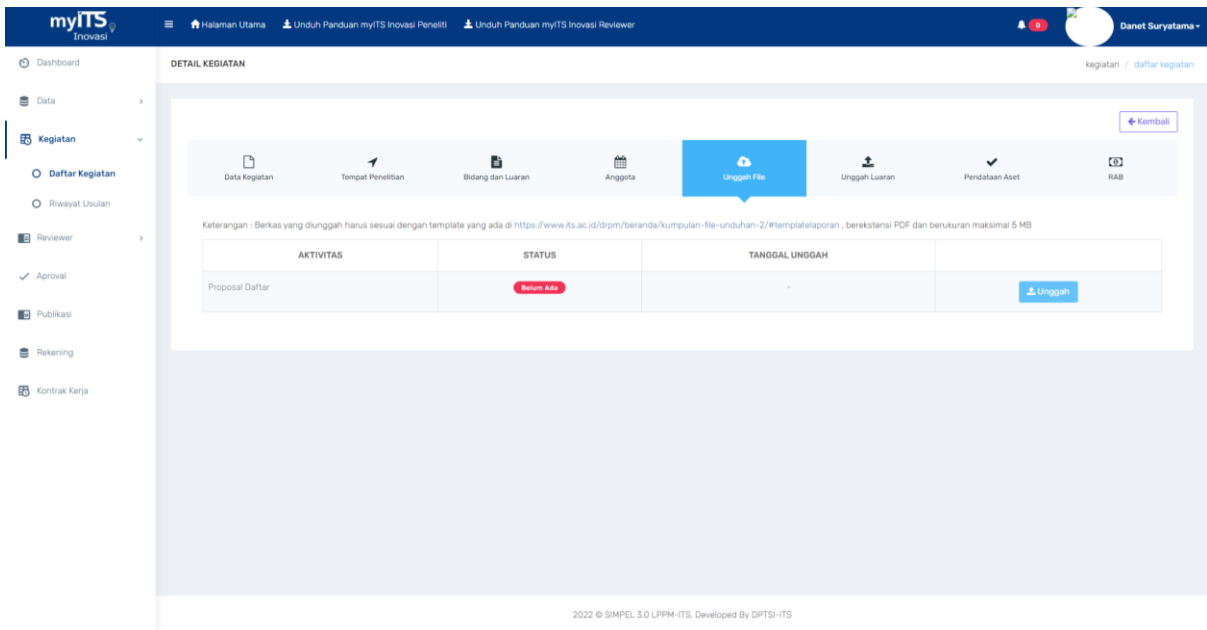 myITS
Inovasi
Halaman Utama Unduh Panduan myITS Inovasi Peneliti Unduh Panduan myITS Inovasi Reviewer 0 Danet Suryatama
Dashboard
Data
Kegiatan
Daftar Kegiatan
Riwayat Usulan
Reviewer
Aproval
Publikasi
Rekening
Kontrak Kerja
DETAIL KEGIATAN kegiatan / daftar kegiatan
Kembali
Data Kegiatan Tempat Penelitian Bidang dan Luaran Anggota Unggah File Unggah Luaran Pendataan Aset RAB
Keterangan : Berkas yang diunggah harus sesuai dengan template yang ada di https://www.its.ac.id/drpm/beranda/kumpulan-file-unduhan-2/#templatelaporan , berekstensi PDF dan berukuran maksimal 5 MB
AKTIVITAS STATUS TANGGAL UNGGAH
Proposal Daftar Belum Ada - Unggah
2022 © SIMPEL 3.0 LPPM-ITS, Developed By DPTSI-ITS